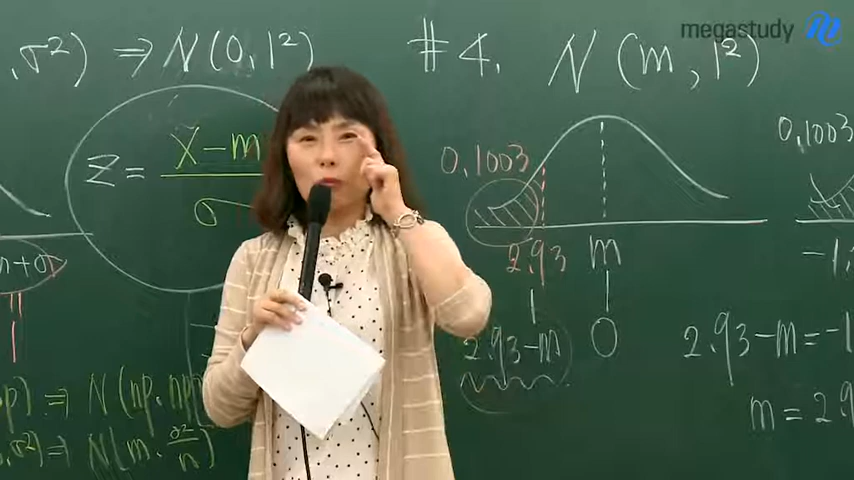 megastudy
, σ²) ⇒ N(0, 1²)
#4, N(m, 1²)
z = x-m / σ
0.1003
0.1003
2.93
m
-1.
2.93-m
0
2.93-m = -1
m = 2.9
p) ⇒ N(np, np
, σ²) ⇒ N(m, σ²/n)